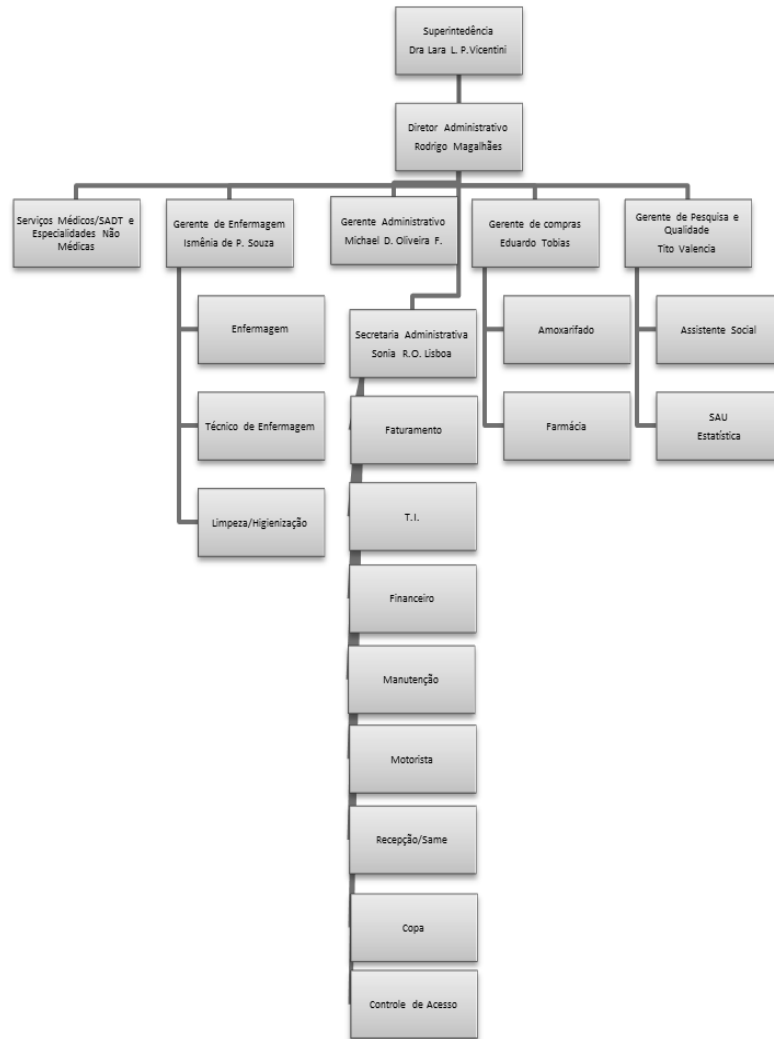 Superintedência
Dra Lara L. P.Vicentini
Diretor Administrativo
Rodrigo Magalhães
Serviços Médicos/SADT e
Especialidades Não
Médicas
Gerente de Enfermagem
Ismênia de P. Souza
Gerente Administrativo
Michael D. Oliveira F.
Gerente de compras
Eduardo Tobias
Gerente de Pesquisa e
Qualidade
Tito Valencia
Enfermagem
Técnico de Enfermagem
Limpeza/Higienização
Secretaria Administrativa
Sonia R.O. Lisboa
Faturamento
T.I.
Financeiro
Manutenção
Motorista
Recepção/Same
Copa
Controle de Acesso
Amoxarifado
Farmácia
Assistente Social
SAU
Estatística